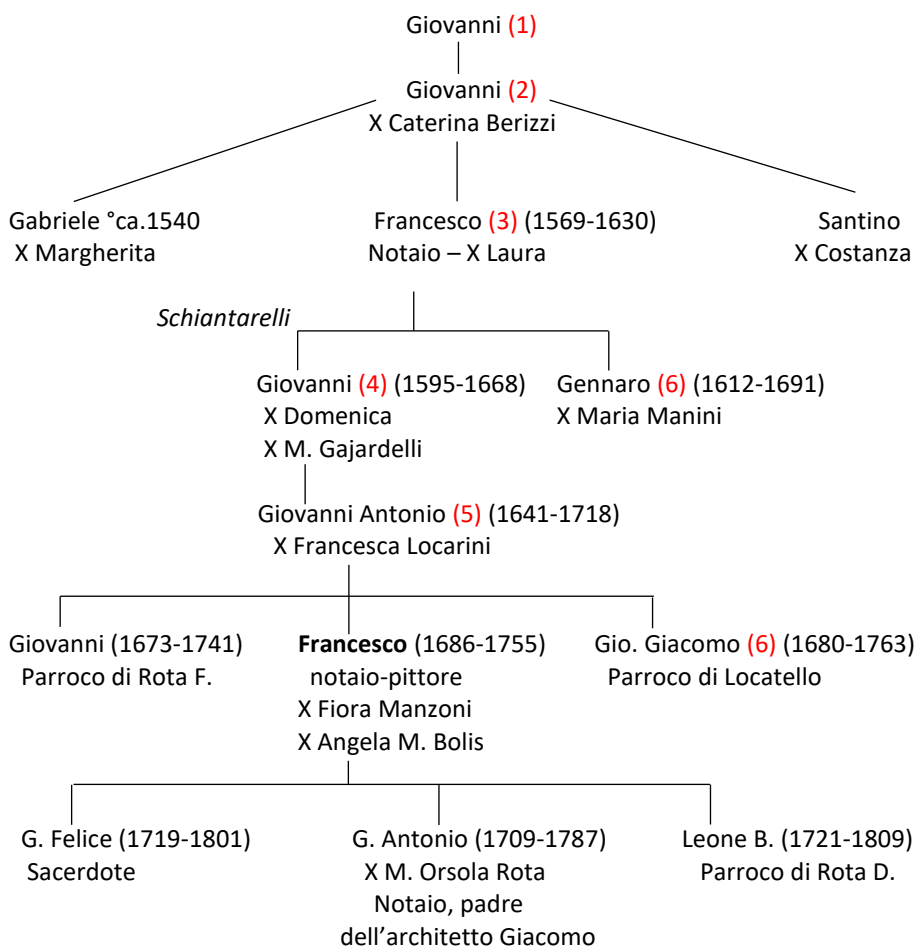 Giovanni (1)
Giovanni (2)
X Caterina Berizzi
Gabriele °ca.1540
X Margherita
Francesco (3) (1569-1630)
Notaio – X Laura
Santino
X Costanza
Schiantarelli
Giovanni (4) (1595-1668)
X Domenica
X M. Gajardelli
Gennaro (6) (1612-1691)
X Maria Manini
Giovanni Antonio (5) (1641-1718)
X Francesca Locarini
Giovanni (1673-1741)
Parroco di Rota F.
Francesco (1686-1755)
notaio-pittore
X Fiora Manzoni
X Angela M. Bolis
Gio. Giacomo (6) (1680-1763)
Parroco di Locatello
G. Felice (1719-1801)
Sacerdote
G. Antonio (1709-1787)
X M. Orsola Rota
Notaio, padre
dell’architetto Giacomo
Leone B. (1721-1809)
Parroco di Rota D.